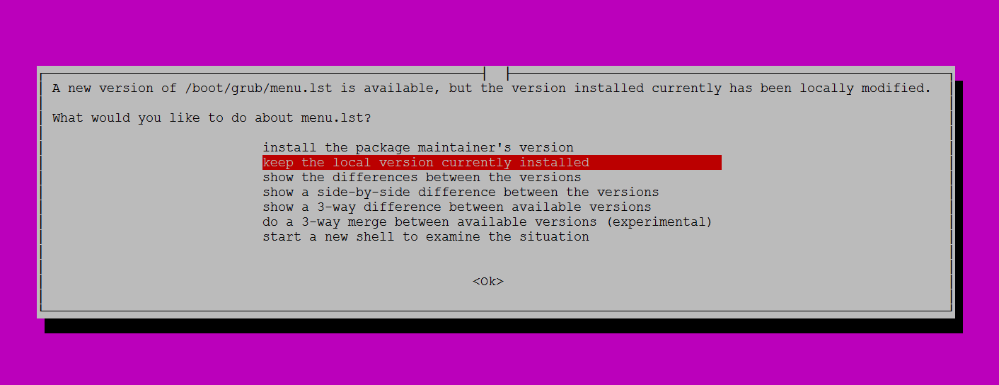 A new version of /boot/grub/menu.lst is available, but the version installed currently has been locally modified.
What would you like to do about menu.lst?
install the package maintainer's version
keep the local version currently installed
show the differences between the versions
show a side-by-side difference between the versions
show a 3-way difference between available versions
do a 3-way merge between available versions (experimental)
start a new shell to examine the situation
<Ok>